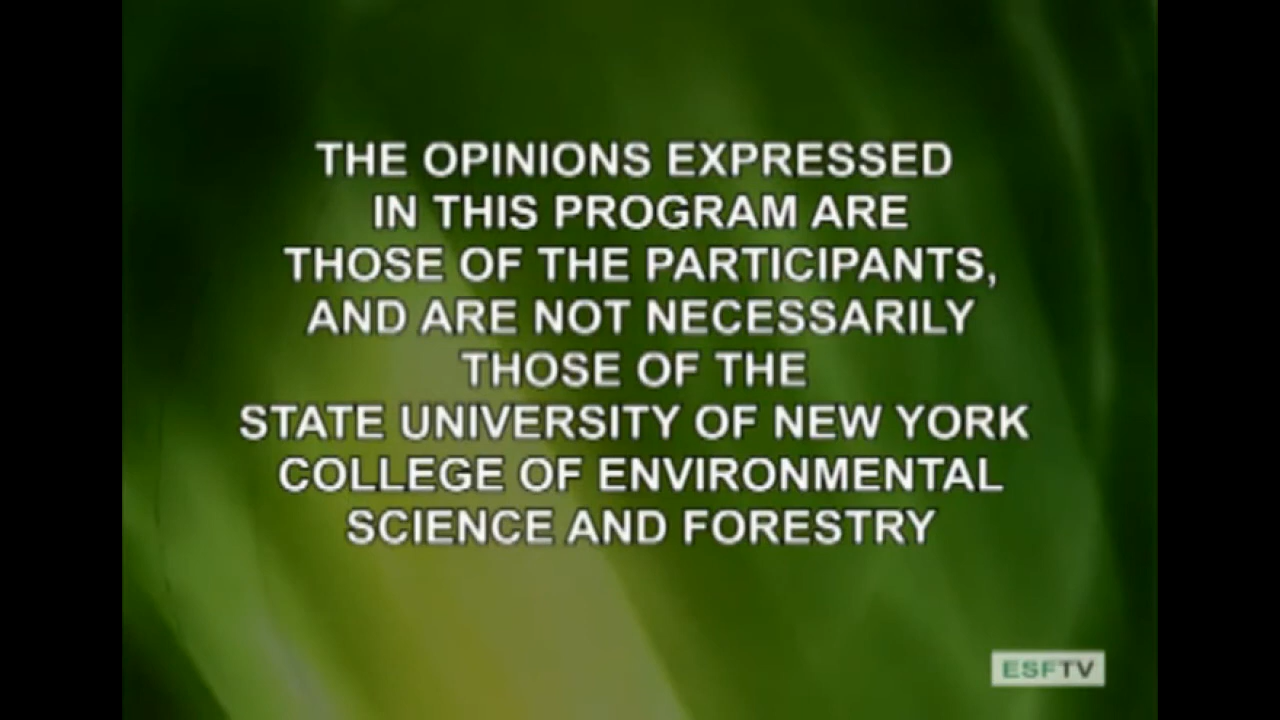 THE OPINIONS EXPRESSED
IN THIS PROGRAM ARE
THOSE OF THE PARTICIPANTS,
AND ARE NOT NECESSARILY
THOSE OF THE
STATE UNIVERSITY OF NEW YORK
COLLEGE OF ENVIRONMENTAL
SCIENCE AND FORESTRY
ESFTV